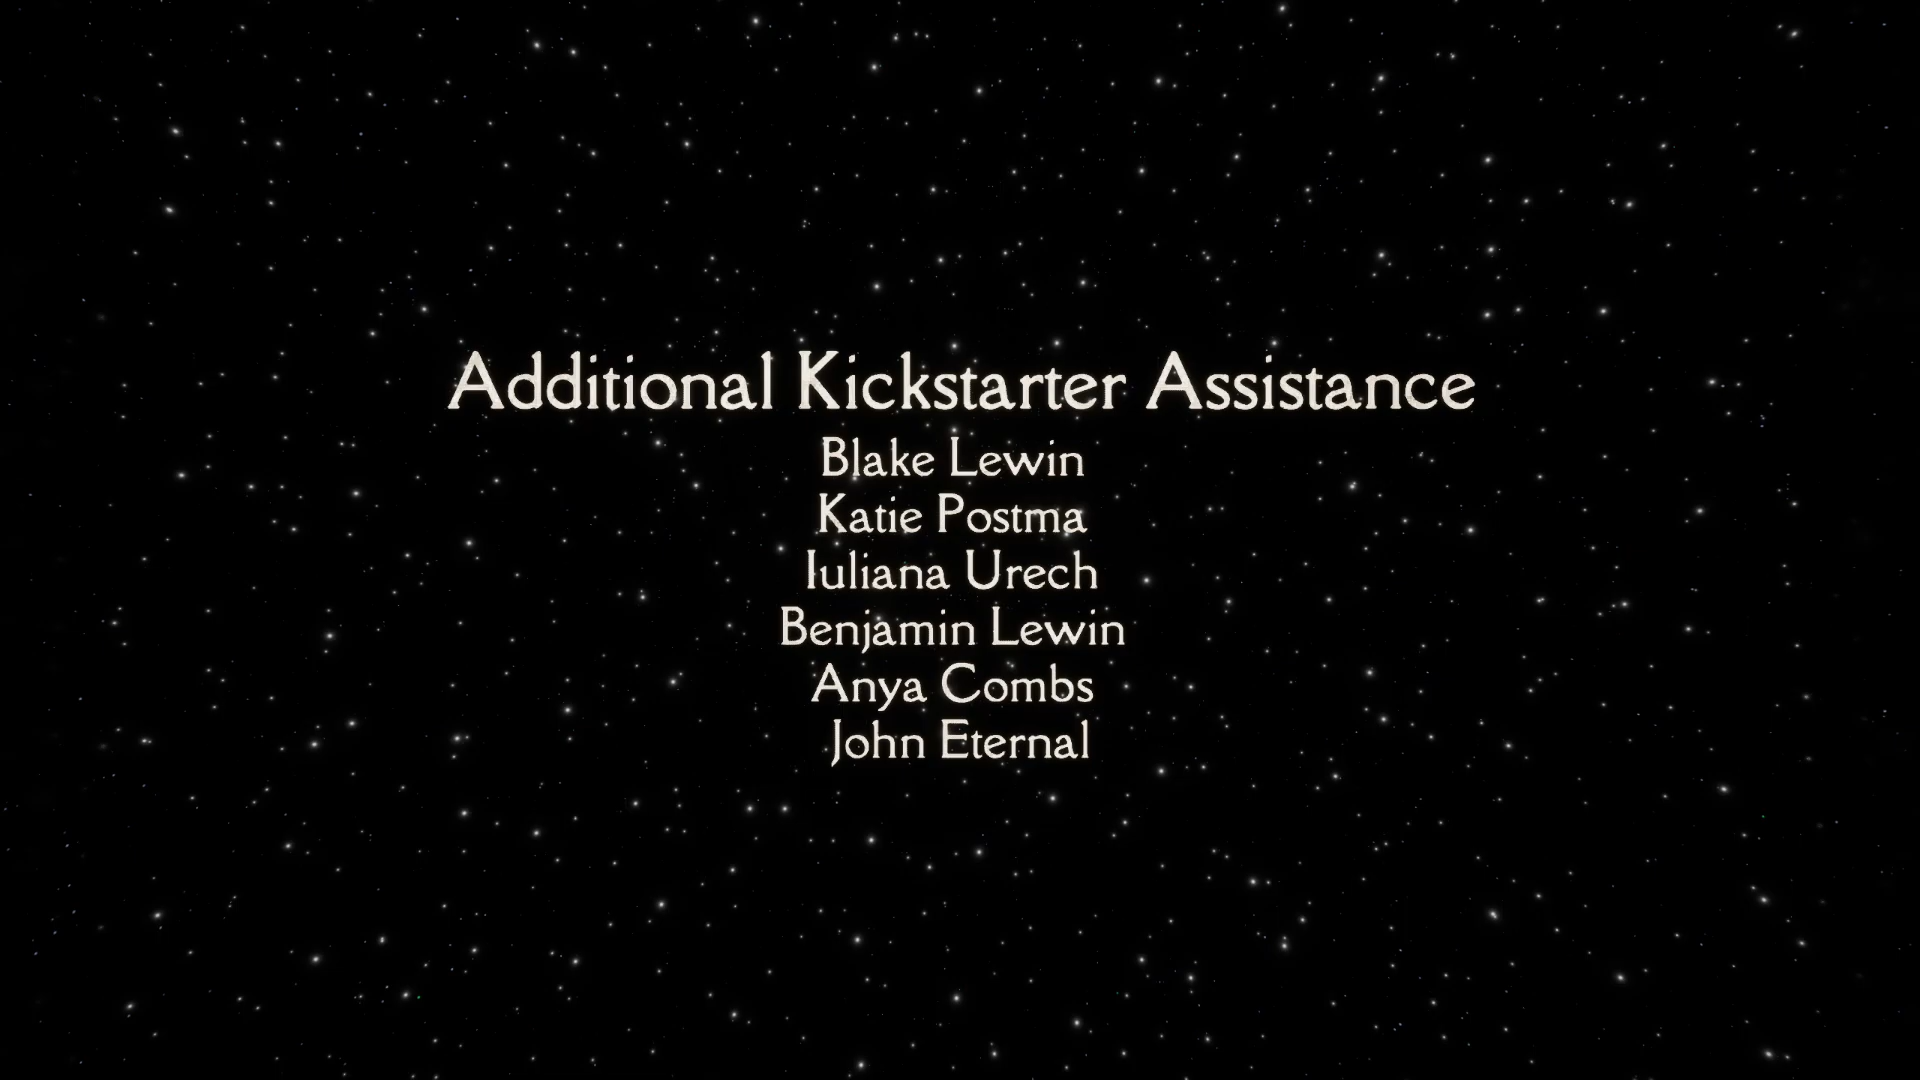 Additional Kickstarter Assistance
Blake Lewin
Katie Postma
Iuliana Urech
Benjamin Lewin
Anya Combs
John Eternal